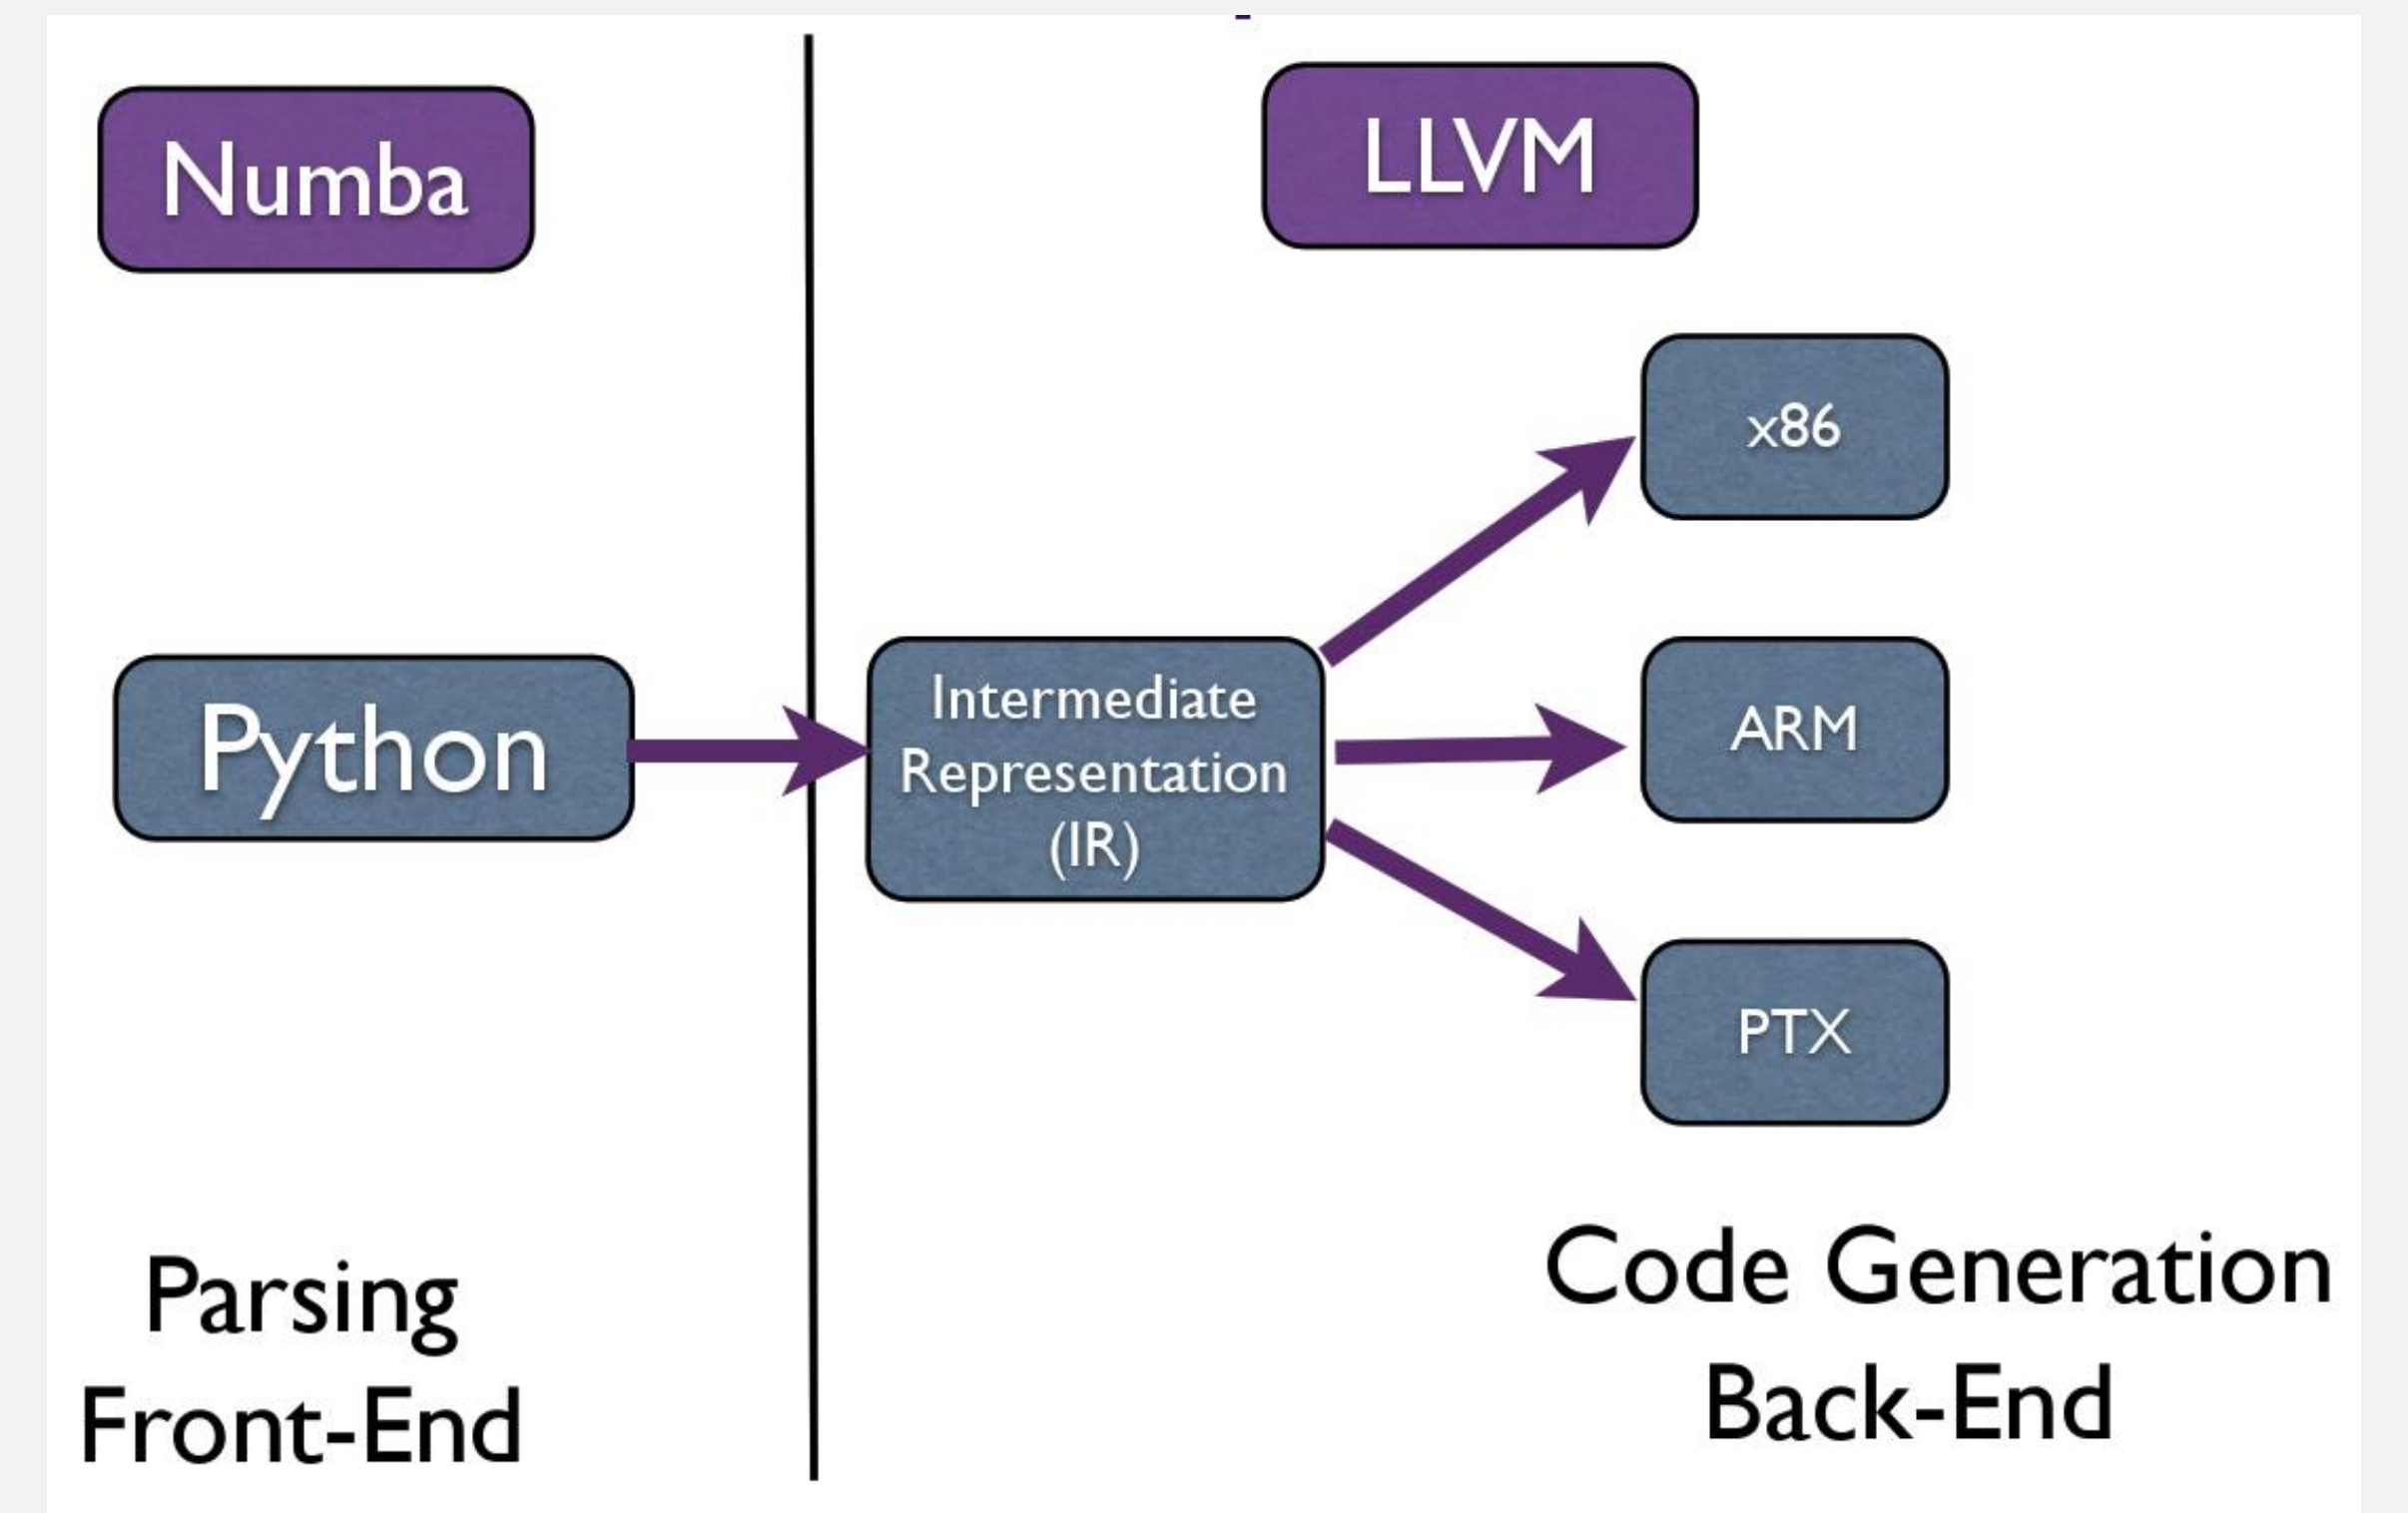 Numba
LLVM
x86
Python
Intermediate
Representation
(IR)
ARM
PTX
Parsing
Front-End
Code Generation
Back-End